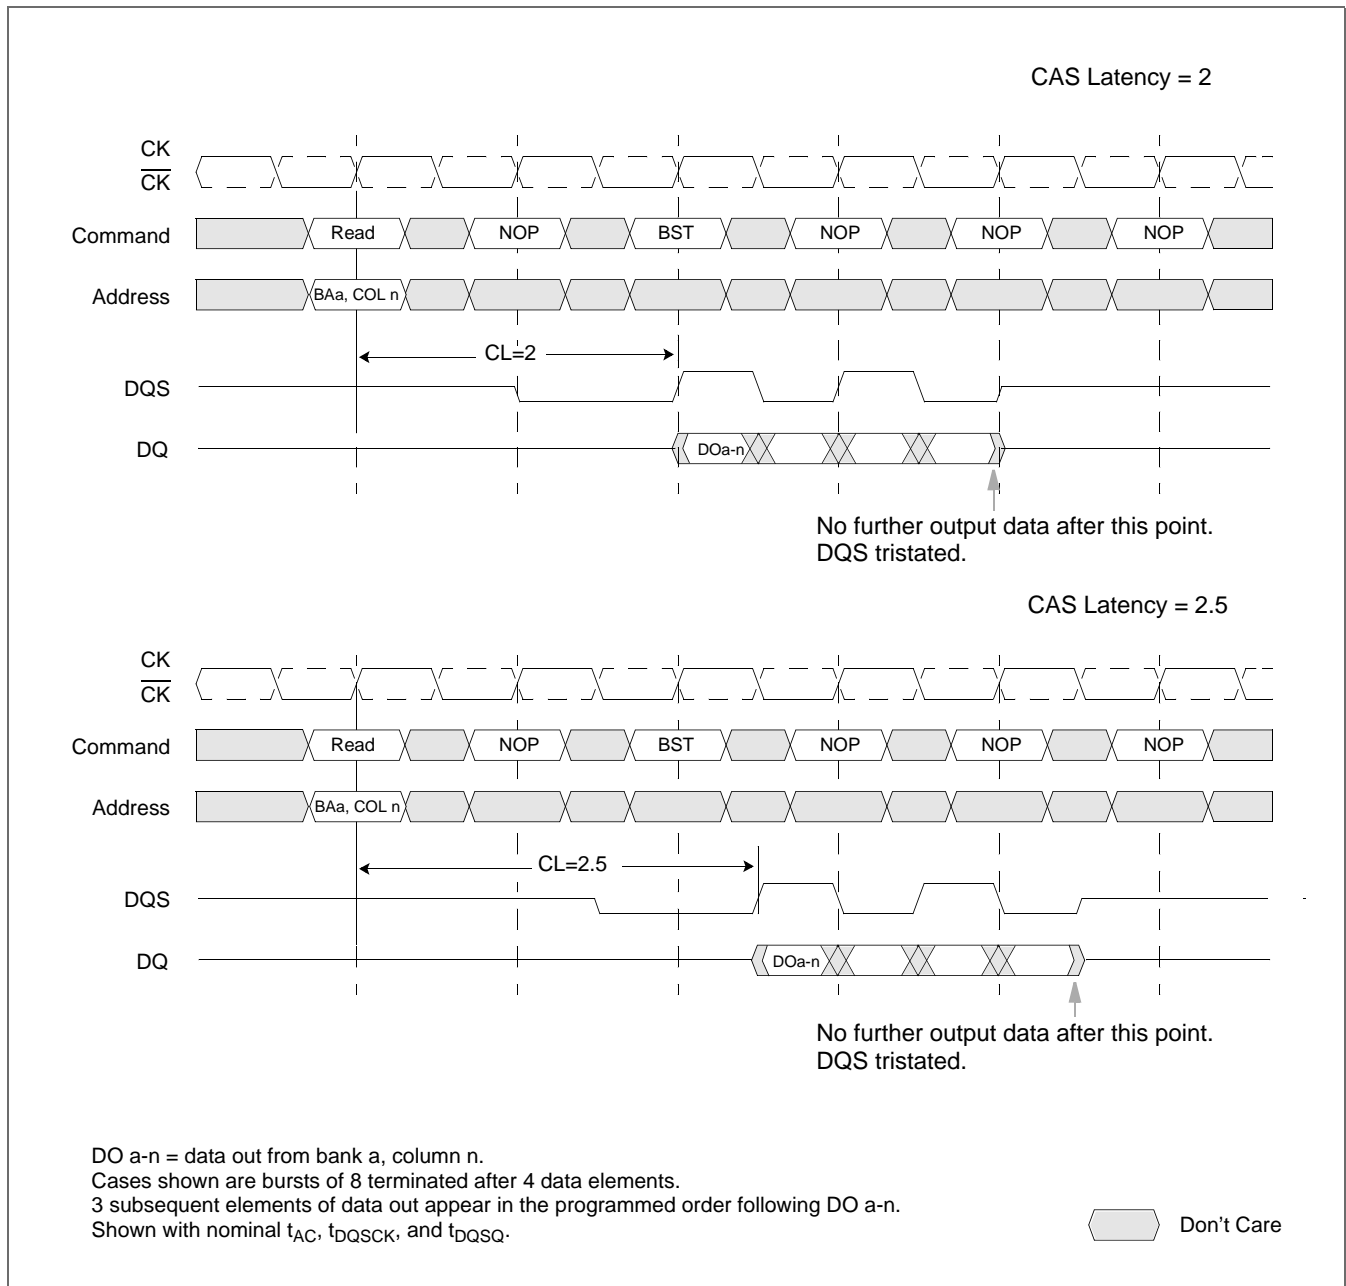 CAS Latency = 2
CK
CK
Command Read NOP BST NOP NOP NOP
Address BAa, COL n
CL=2
DQS
DQ DOa-n
No further output data after this point.
DQS tristated.
CAS Latency = 2.5
CK
CK
Command Read NOP BST NOP NOP NOP
Address BAa, COL n
CL=2.5
DQS
DQ DOa-n
No further output data after this point.
DQS tristated.
DO a-n = data out from bank a, column n.
Cases shown are bursts of 8 terminated after 4 data elements.
3 subsequent elements of data out appear in the programmed order following DO a-n.
Shown with nominal tAC, tDQSCK, and tDQSQ.
Don't Care